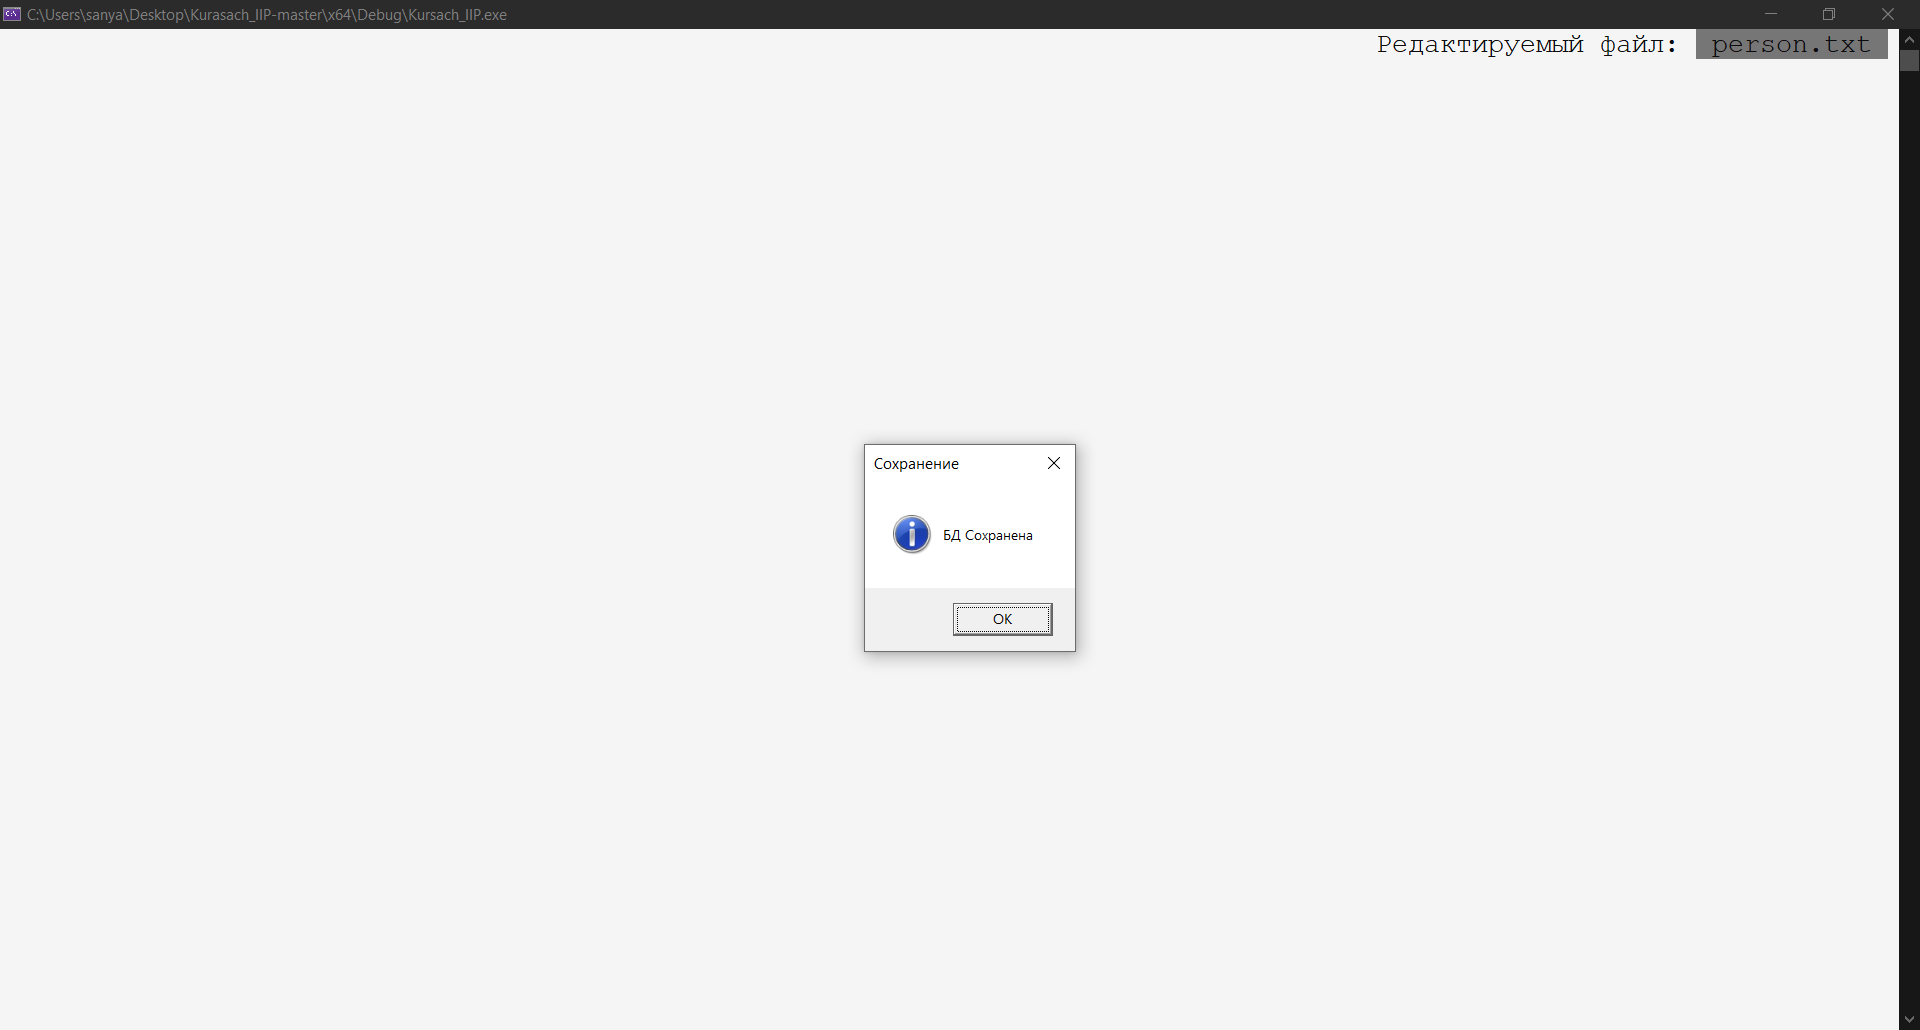 C:\Users\sanya\Desktop\Kurasach_IIP-master\x64\Debug\Kursach_IIP.exe
Редактируемый файл: person.txt
Сохранение
БД Сохранена
OK